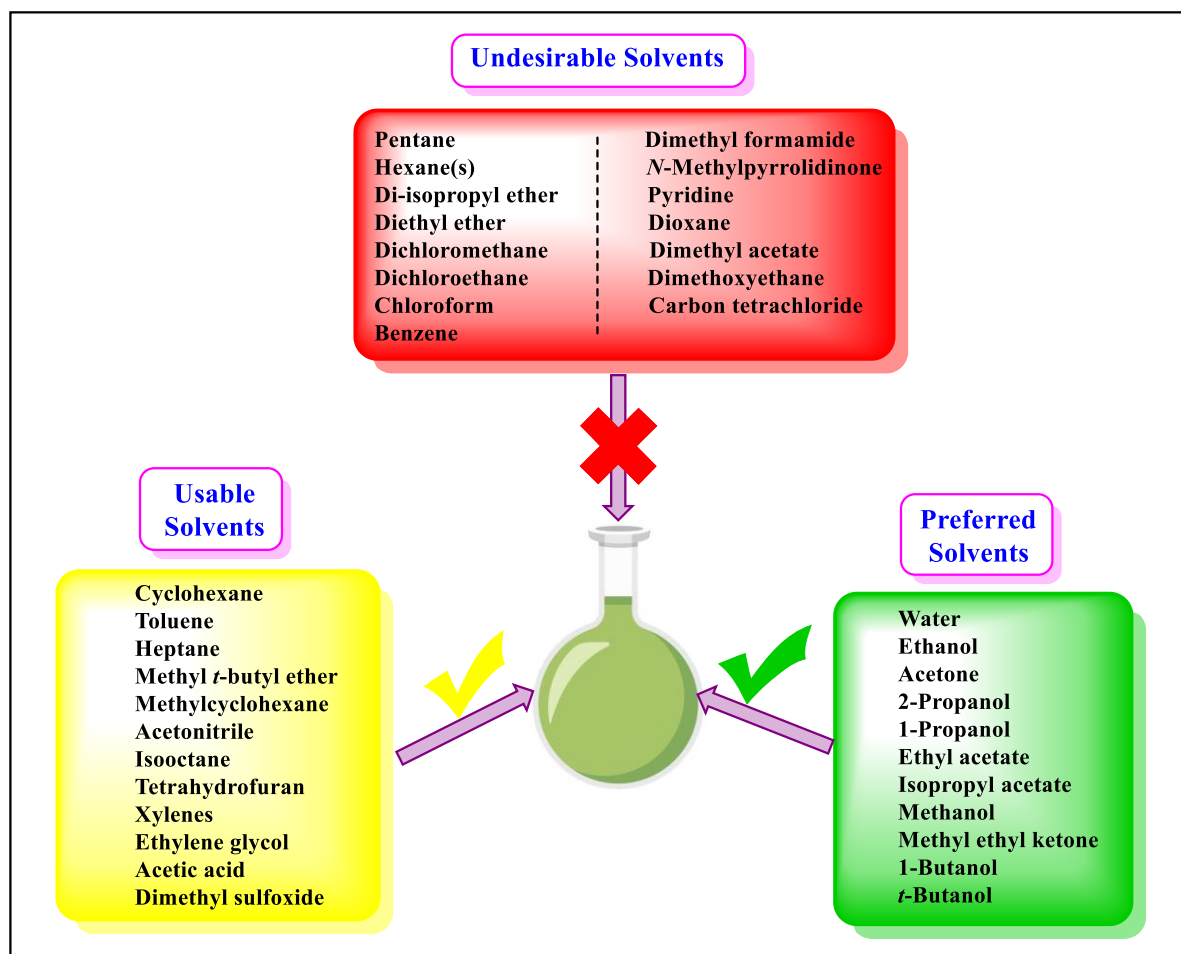 Undesirable Solvents
Pentane
Hexane(s)
Di-isopropyl ether
Diethyl ether
Dichloromethane
Dichloroethane
Chloroform
Benzene
Dimethyl formamide
N-Methylpyrrolidinone
Pyridine
Dioxane
Dimethyl acetate
Dimethoxyethane
Carbon tetrachloride
Usable
Solvents
Cyclohexane
Toluene
Heptane
Methyl t-butyl ether
Methylcyclohexane
Acetonitrile
Isooctane
Tetrahydrofuran
Xylenes
Ethylene glycol
Acetic acid
Dimethyl sulfoxide
Preferred
Solvents
Water
Ethanol
Acetone
2-Propanol
1-Propanol
Ethyl acetate
Isopropyl acetate
Methanol
Methyl ethyl ketone
1-Butanol
t-Butanol